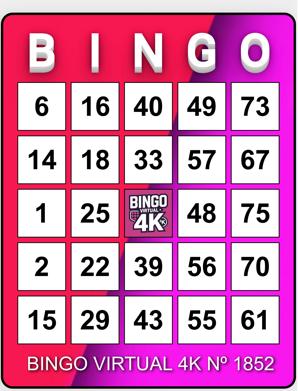 B I N G O
6 16 40 49 73
14 18 33 57 67
1 25 BINGO VIRTUAL 4K 48 75
2 22 39 56 70
15 29 43 55 61
BINGO VIRTUAL 4K Nº 1852